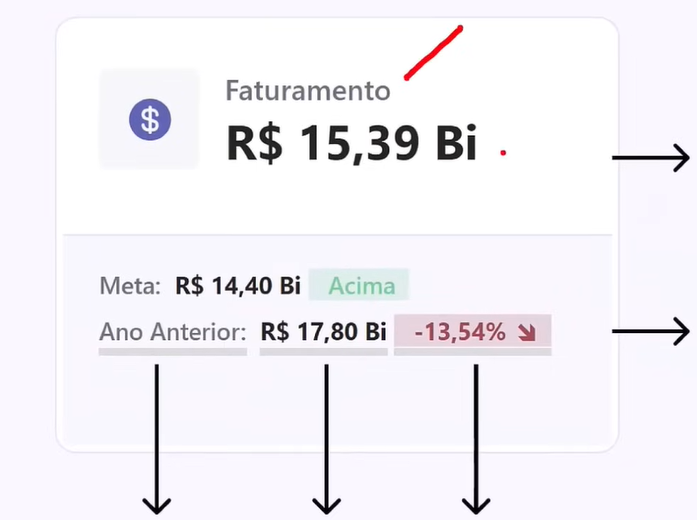 $
Faturamento
R$ 15,39 Bi
Meta: R$ 14,40 Bi Acima
Ano Anterior: R$ 17,80 Bi -13,54%